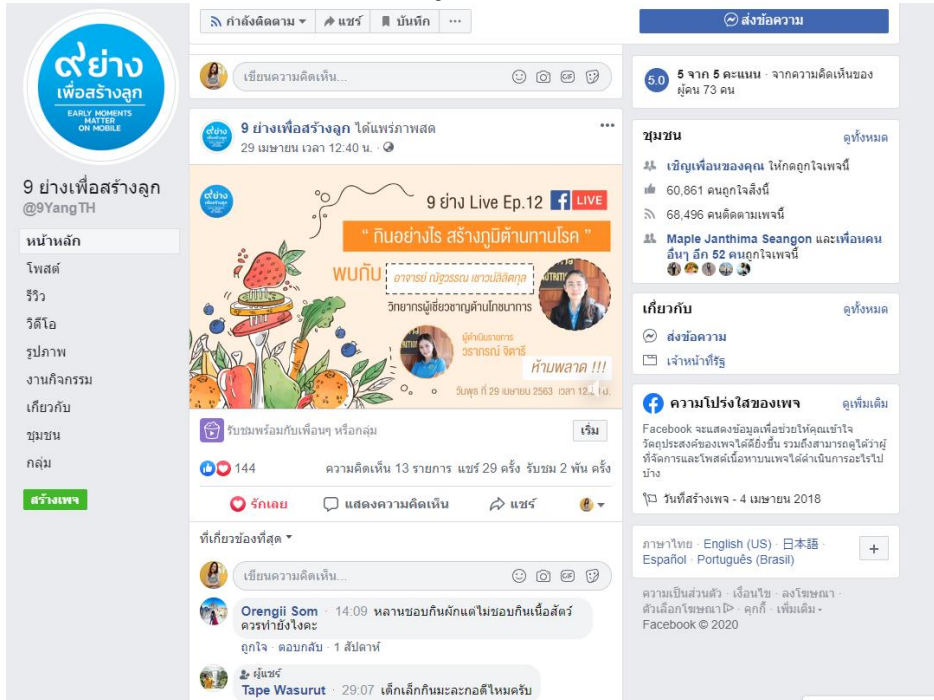 กำลังติดตาม
แชร์
บันทึก
ส่งข้อความ
๙ย่าง
เพื่อสร้างลูก
EARLY MOMENTS
MATTER
ON MOBILE
9 ย่างเพื่อสร้างลูก
@9YangTH
หน้าหลัก
โพสต์
รีวิว
วิดีโอ
รูปภาพ
งานกิจกรรม
เกี่ยวกับ
ชุมชน
กลุ่ม
สร้างเพจ
เขียนความคิดเห็น...
GIF
9 ย่างเพื่อสร้างลูก ได้แพร่ภาพสด
29 เมษายน เวลา 12:40 น.
9 ย่าง Live Ep.12 f LIVE
“ กินอย่างไร สร้างภูมิต้านทานโรค ”
พบกับ อาจารย์ ณัฐวรรณ เชาวน์ลิลิตกุล
วิทยากรผู้เชี่ยวชาญด้านโภชนาการ
ผู้ดำเนินรายการ
วราภรณ์ จิตารี
ห้ามพลาด !!!
วันพุธ ที่ 29 เมษายน 2563 เวลา
รับชมพร้อมกับเพื่อนๆ หรือกลุ่ม
เริ่ม
144
ความคิดเห็น 13 รายการ แชร์ 29 ครั้ง รับชม 2 พัน ครั้ง
รักเลย
แสดงความคิดเห็น
แชร์
ที่เกี่ยวข้องที่สุด
เขียนความคิดเห็น...
GIF
Orengii Som · 14:09 หลานชอบกินผักแต่ไม่ชอบกินเนื้อสัตว์
ควรทำยังไงคะ
ถูกใจ · ตอบกลับ · 1 สัปดาห์
ผู้แชร์
Tape Wasurut · 29:07 เด็กเล็กกินมะละกอดีไหมครับ
5.0
5 จาก 5 คะแนน · จากความคิดเห็นของ
ผู้คน 73 คน
ชุมชน
ดูทั้งหมด
เชิญเพื่อนของคุณ ให้กดถูกใจเพจนี้
60,861 คนถูกใจสิ่งนี้
68,496 คนติดตามเพจนี้
Maple Janthima Seangon และเพื่อนคน
อื่นๆ อีก 52 คนถูกใจเพจนี้
เกี่ยวกับ
ดูทั้งหมด
ส่งข้อความ
เจ้าหน้าที่รัฐ
ความโปร่งใสของเพจ
ดูเพิ่มเติม
Facebook จะแสดงข้อมูลเพื่อช่วยให้คุณเข้าใจ
วัตถุประสงค์ของเพจได้ดียิ่งขึ้น รวมถึงสามารถดูได้ว่าผู้
ที่จัดการและโพสต์เนื้อหาบนเพจได้ดำเนินการอะไรไป
บ้าง
วันที่สร้างเพจ - 4 เมษายน 2018
ภาษาไทย · English (US) · 日本語 ·
Español · Português (Brasil)
ความเป็นส่วนตัว · เงื่อนไข · ลงโฆษณา ·
ตัวเลือกโฆษณา · คุกกี้ · เพิ่มเติม
Facebook © 2020